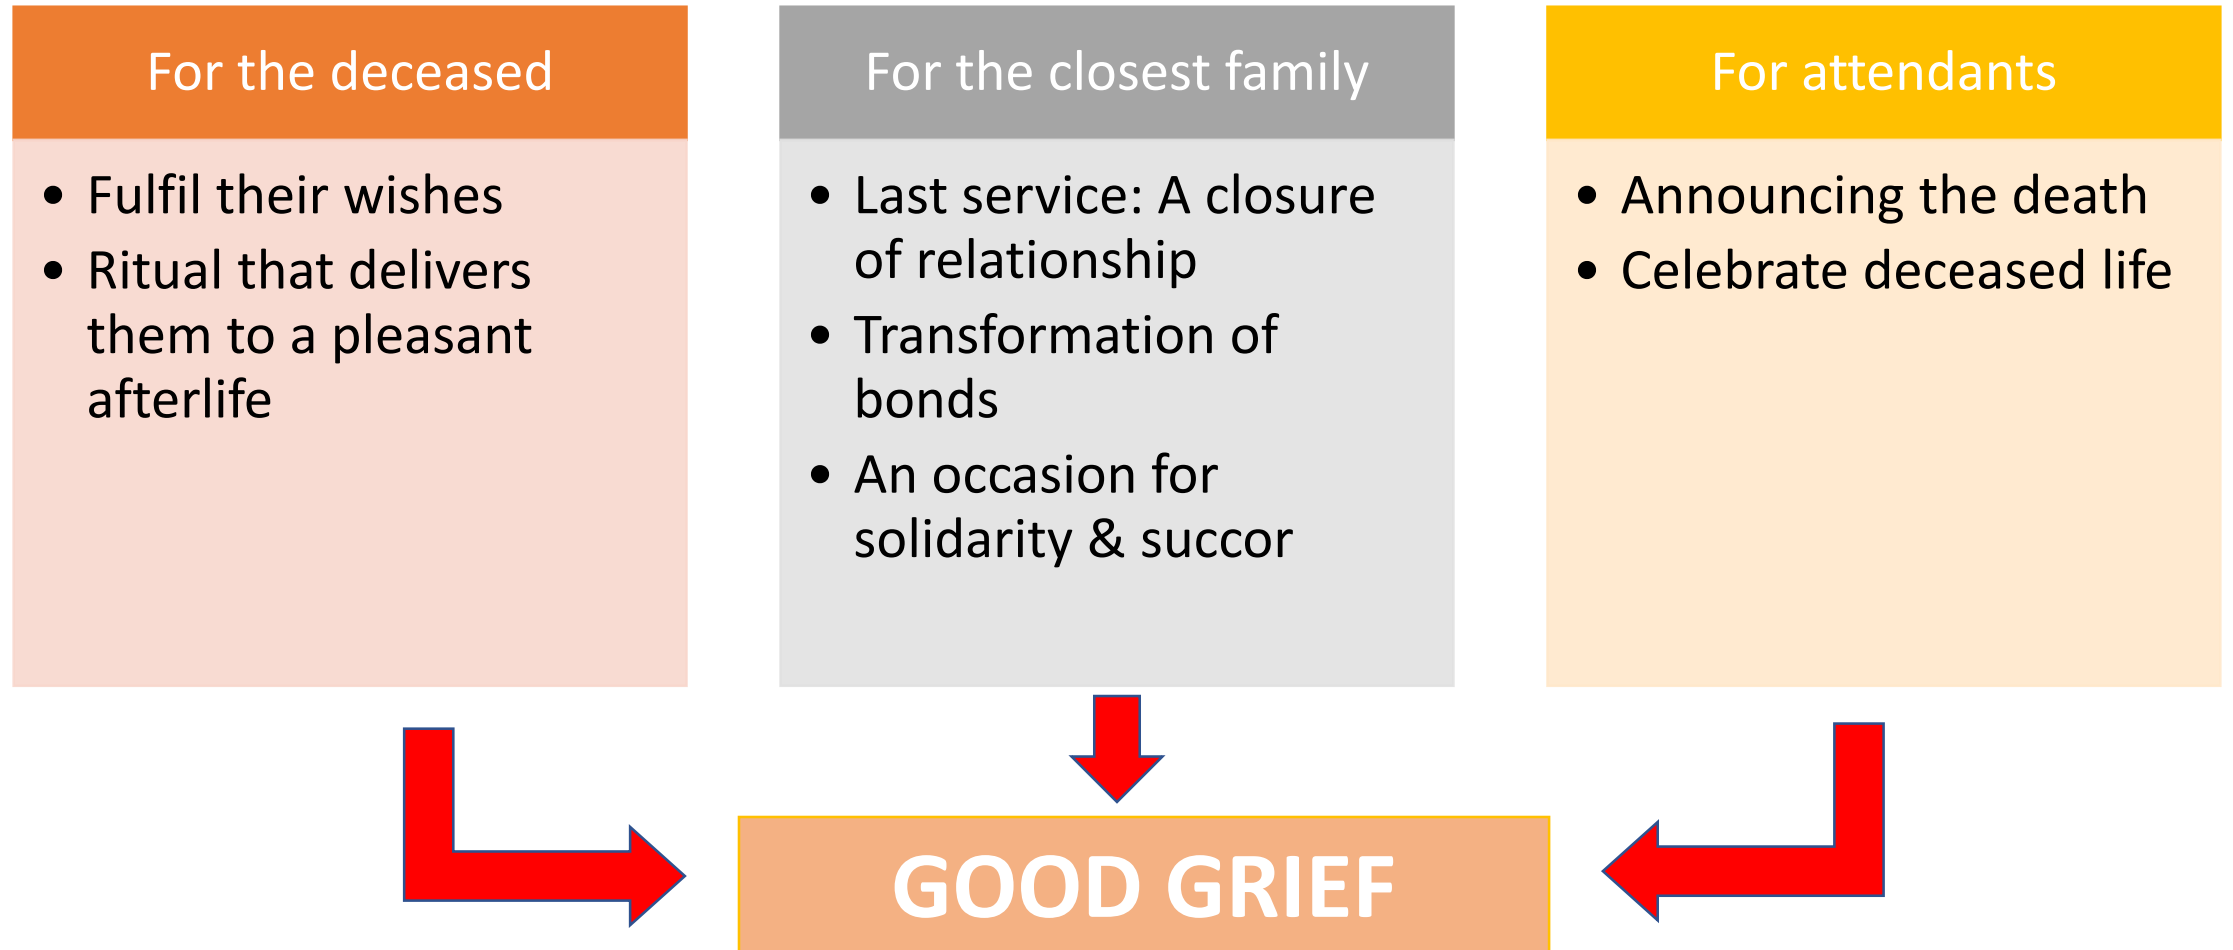 For the deceased
• Fulfil their wishes
• Ritual that delivers
them to a pleasant
afterlife
For the closest family
• Last service: A closure
of relationship
• Transformation of
bonds
• An occasion for
solidarity & succor
For attendants
• Announcing the death
• Celebrate deceased life
GOOD GRIEF